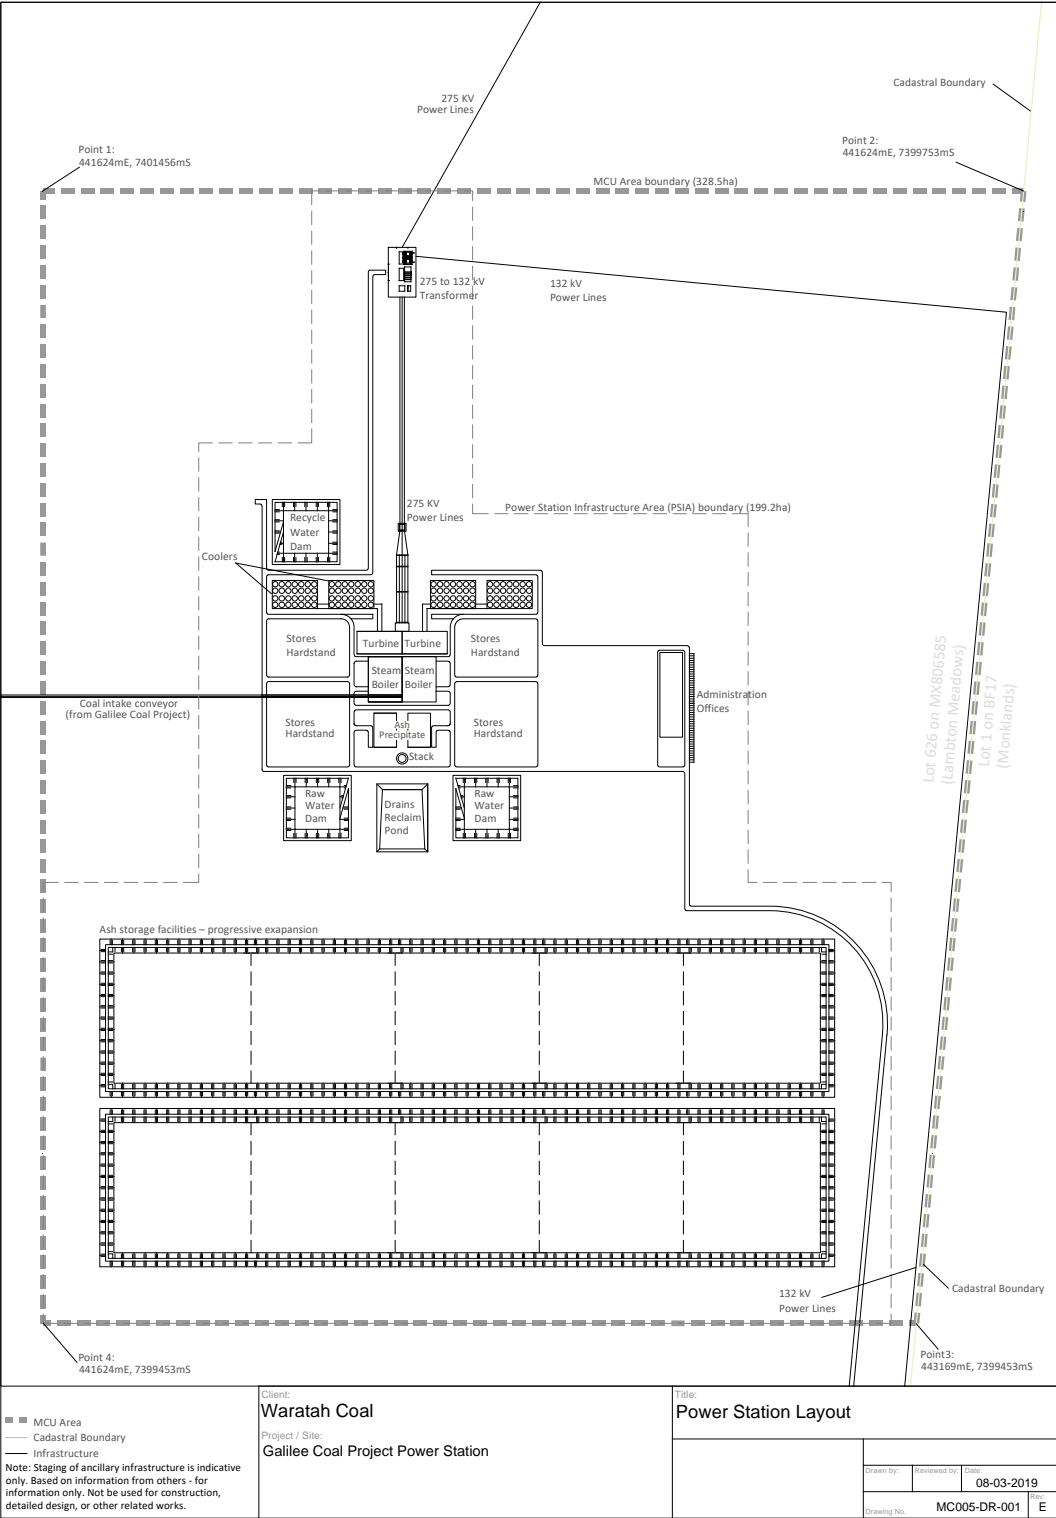 275 KV
Power Lines
Cadastral Boundary
Point 1:
441624mE, 7401456mS
Point 2:
441624mE, 7399753mS
MCU Area boundary (328.5ha)
275 to 132 kV
Transformer
132 kV
Power Lines
275 KV
Power Lines
Power Station Infrastructure Area (PSIA) boundary (199.2ha)
Recycle
Water
Dam
Coolers
Stores
Hardstand
Turbine
Turbine
Stores
Hardstand
Steam
Boiler
Steam
Boiler
Coal intake conveyor
(from Galilee Coal Project)
Administration
Offices
Lot 626 on MX806585
(Lambton Meadows)
Lot 1 on BF17
(Monklands)
Stores
Hardstand
Ash
Precipitate
Stores
Hardstand
Stack
Raw
Water
Dam
Drains
Reclaim
Pond
Raw
Water
Dam
Ash storage facilities – progressive exapansion
132 kV
Power Lines
Cadastral Boundary
Point 4:
441624mE, 7399453mS
Point3:
443169mE, 7399453mS
MCU Area
Cadastral Boundary
Infrastructure
Note: Staging of ancillary infrastructure is indicative
only. Based on information from others - for
information only. Not be used for construction,
detailed design, or other related works.
Client:
Waratah Coal
Project / Site:
Galilee Coal Project Power Station
Title:
Power Station Layout
Drawn by:
Reviewed by:
Date:
08-03-2019
Drawing No.
MC005-DR-001
Rev:
E